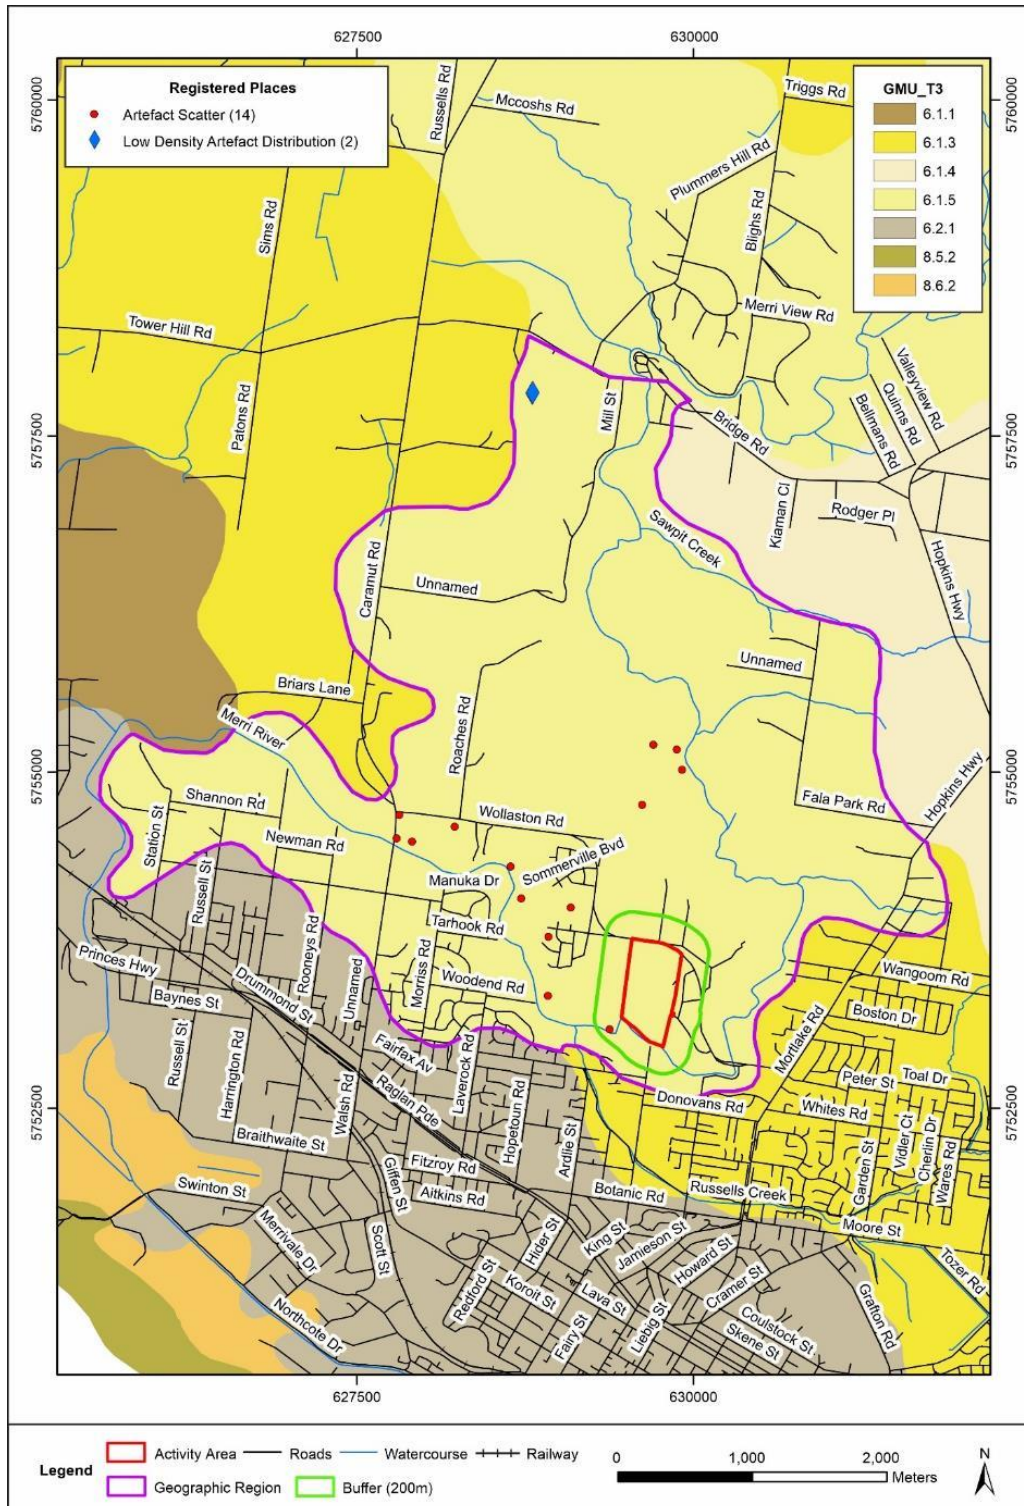 627500
630000
5760000
5760000
Registered Places
Artefact Scatter (14)
Low Density Artefact Distribution (2)
GMU_T3
6.1.1
6.1.3
6.1.4
6.1.5
6.2.1
8.5.2
8.6.2
Russells Rd
Mccoshs Rd
Triggs Rd
Plummers Hill Rd
Blighs Rd
Sims Rd
Merri View Rd
Tower Hill Rd
Valleyview Rd
Quinns Rd
Bellmans Rd
Patons Rd
Mill St
Bridge Rd
5757500
5757500
Kiaman Cl
Rodger Pl
Sawpit Creek
Hopkins Hwy
Caramut Rd
Unnamed
Unnamed
Briars Lane
Merri River
Roaches Rd
5755000
5755000
Hopkins Hwy
Fala Park Rd
Shannon Rd
Station St
Newman Rd
Wollaston Rd
Sommerville Bvd
Russell St
Manuka Dr
Tarhook Rd
Rooneys Rd
Unnamed
Morriss Rd
Woodend Rd
Princes Hwy
Baynes St
Drummond St
Wangoom Rd
Boston Dr
Mortlake Rd
Russell St
Harrington Rd
Fairfax Av
Laverock Rd
Walsh Rd
Raglan Pde
Hopetoun Rd
Ardlie St
Donovans Rd
Peter St
Toal Dr
Whites Rd
5752500
5752500
Vidler Ct
Cherlin Dr
Wares Rd
Garden St
Braithwaite St
Giffen St
Fitzroy Rd
Aitkins Rd
Swinton St
Botanic Rd
Russells Creek
Moore St
Merrivale Dr
Scott St
Hider St
King St
Jamieson St
Howard St
Cramer St
Tozer Rd
Redford St
Koroit St
Lava St
Liebig St
Fairy St
Coulstock St
Skene St
Grafton Rd
Northcote Dr
627500
630000
Legend
Activity Area
Roads
Watercourse
Railway
Geographic Region
Buffer (200m)
0
1,000
2,000
Meters
N